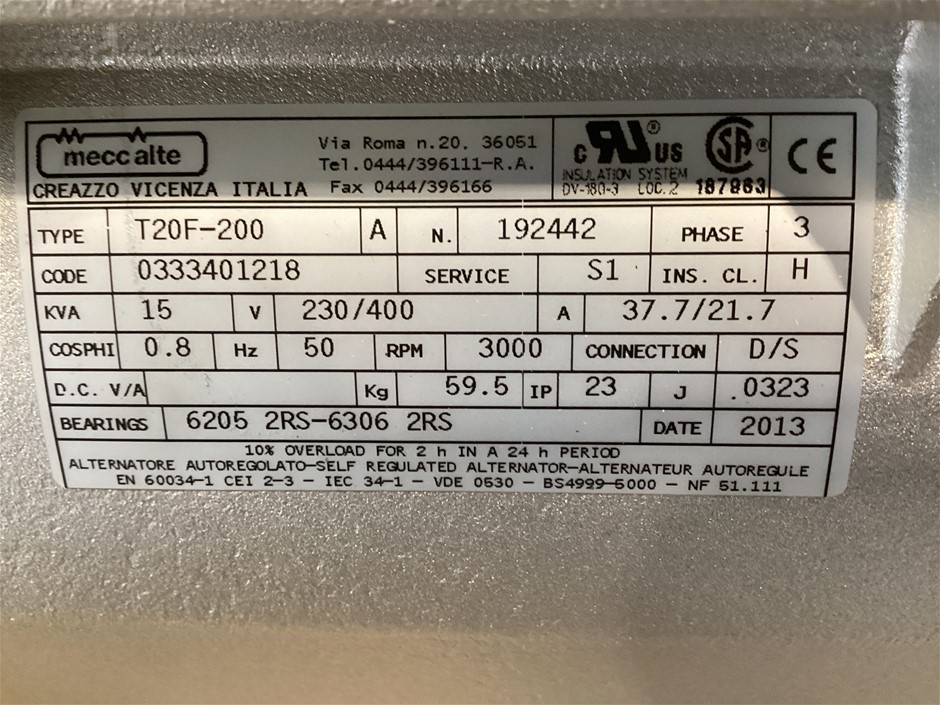 mecc alte
CREAZZO VICENZA ITALIA
Via Roma n.20. 36051
Tel.0444/396111-R.A.
Fax 0444/396166
C RU ® US
INSULATION SYSTEM
DV-180-3 LOC.2
SA ®
187983
CE
TYPE T20F-200 A N. 192442 PHASE 3
CODE 0333401218 SERVICE S1 INS. CL. H
KVA 15 V 230/400 A 37.7/21.7
COSPHI 0.8 Hz 50 RPM 3000 CONNECTION D/S
D.C. V/A Kg 59.5 IP 23 J .0323
BEARINGS 6205 2RS-6306 2RS DATE 2013
10% OVERLOAD FOR 2 h IN A 24 h PERIOD
ALTERNATORE AUTOREGOLATO-SELF REGULATED ALTERNATOR-ALTERNATEUR AUTOREGULE
EN 60034-1 CEI 2-3 - IEC 34-1 - VDE 0530 - BS4999-5000 - NF 51.111